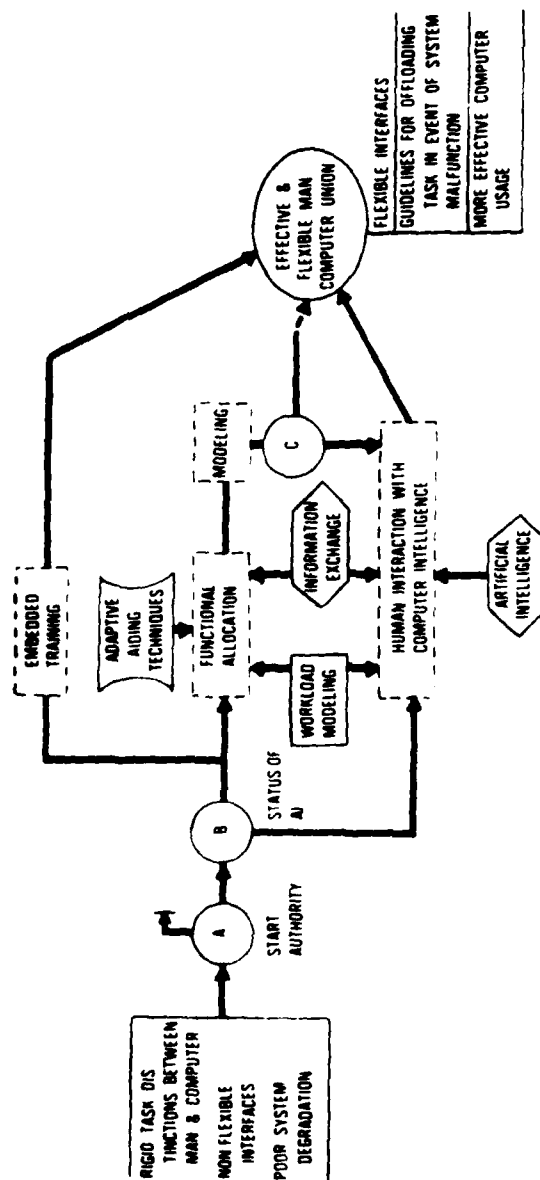 RIGID TASK DIS
TINCTIONS BETWEEN
MAN & COMPUTER
NON FLEXIBLE
INTERFACES
POOR SYSTEM
DEGRADATION
A
START
AUTHORITY
B
STATUS OF
AI
EMBEDDED
TRAINING
ADAPTIVE
AIDING
TECHNIQUES
FUNCTIONAL
ALLOCATION
MODELING
WORKLOAD
MODELING
INFORMATION
EXCHANGE
C
HUMAN INTERACTION WITH
COMPUTER INTELLIGENCE
ARTIFICIAL
INTELLIGENCE
EFFECTIVE &
FLEXIBLE MAN
COMPUTER UNION
FLEXIBLE INTERFACES
GUIDELINES FOR OFFLOADING
TASK IN EVENT OF SYSTEM
MALFUNCTION
MORE EFFECTIVE COMPUTER
USAGE